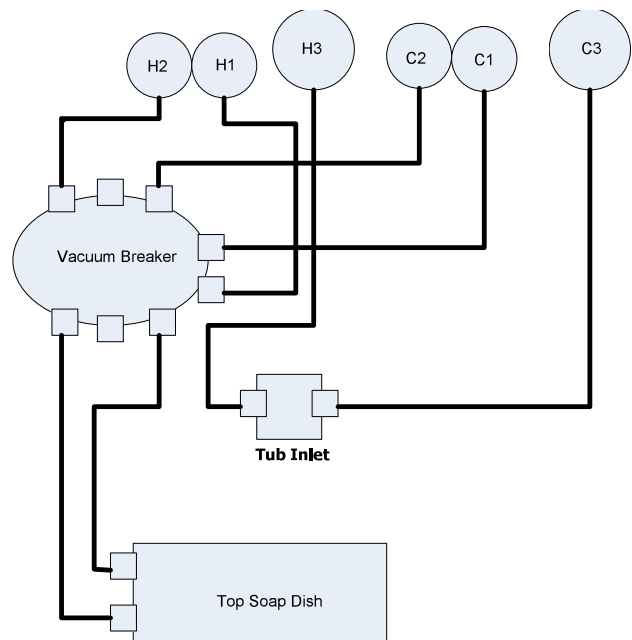 H2
H1
H3
C2
C1
C3
Vacuum Breaker
Tub Inlet
Top Soap Dish